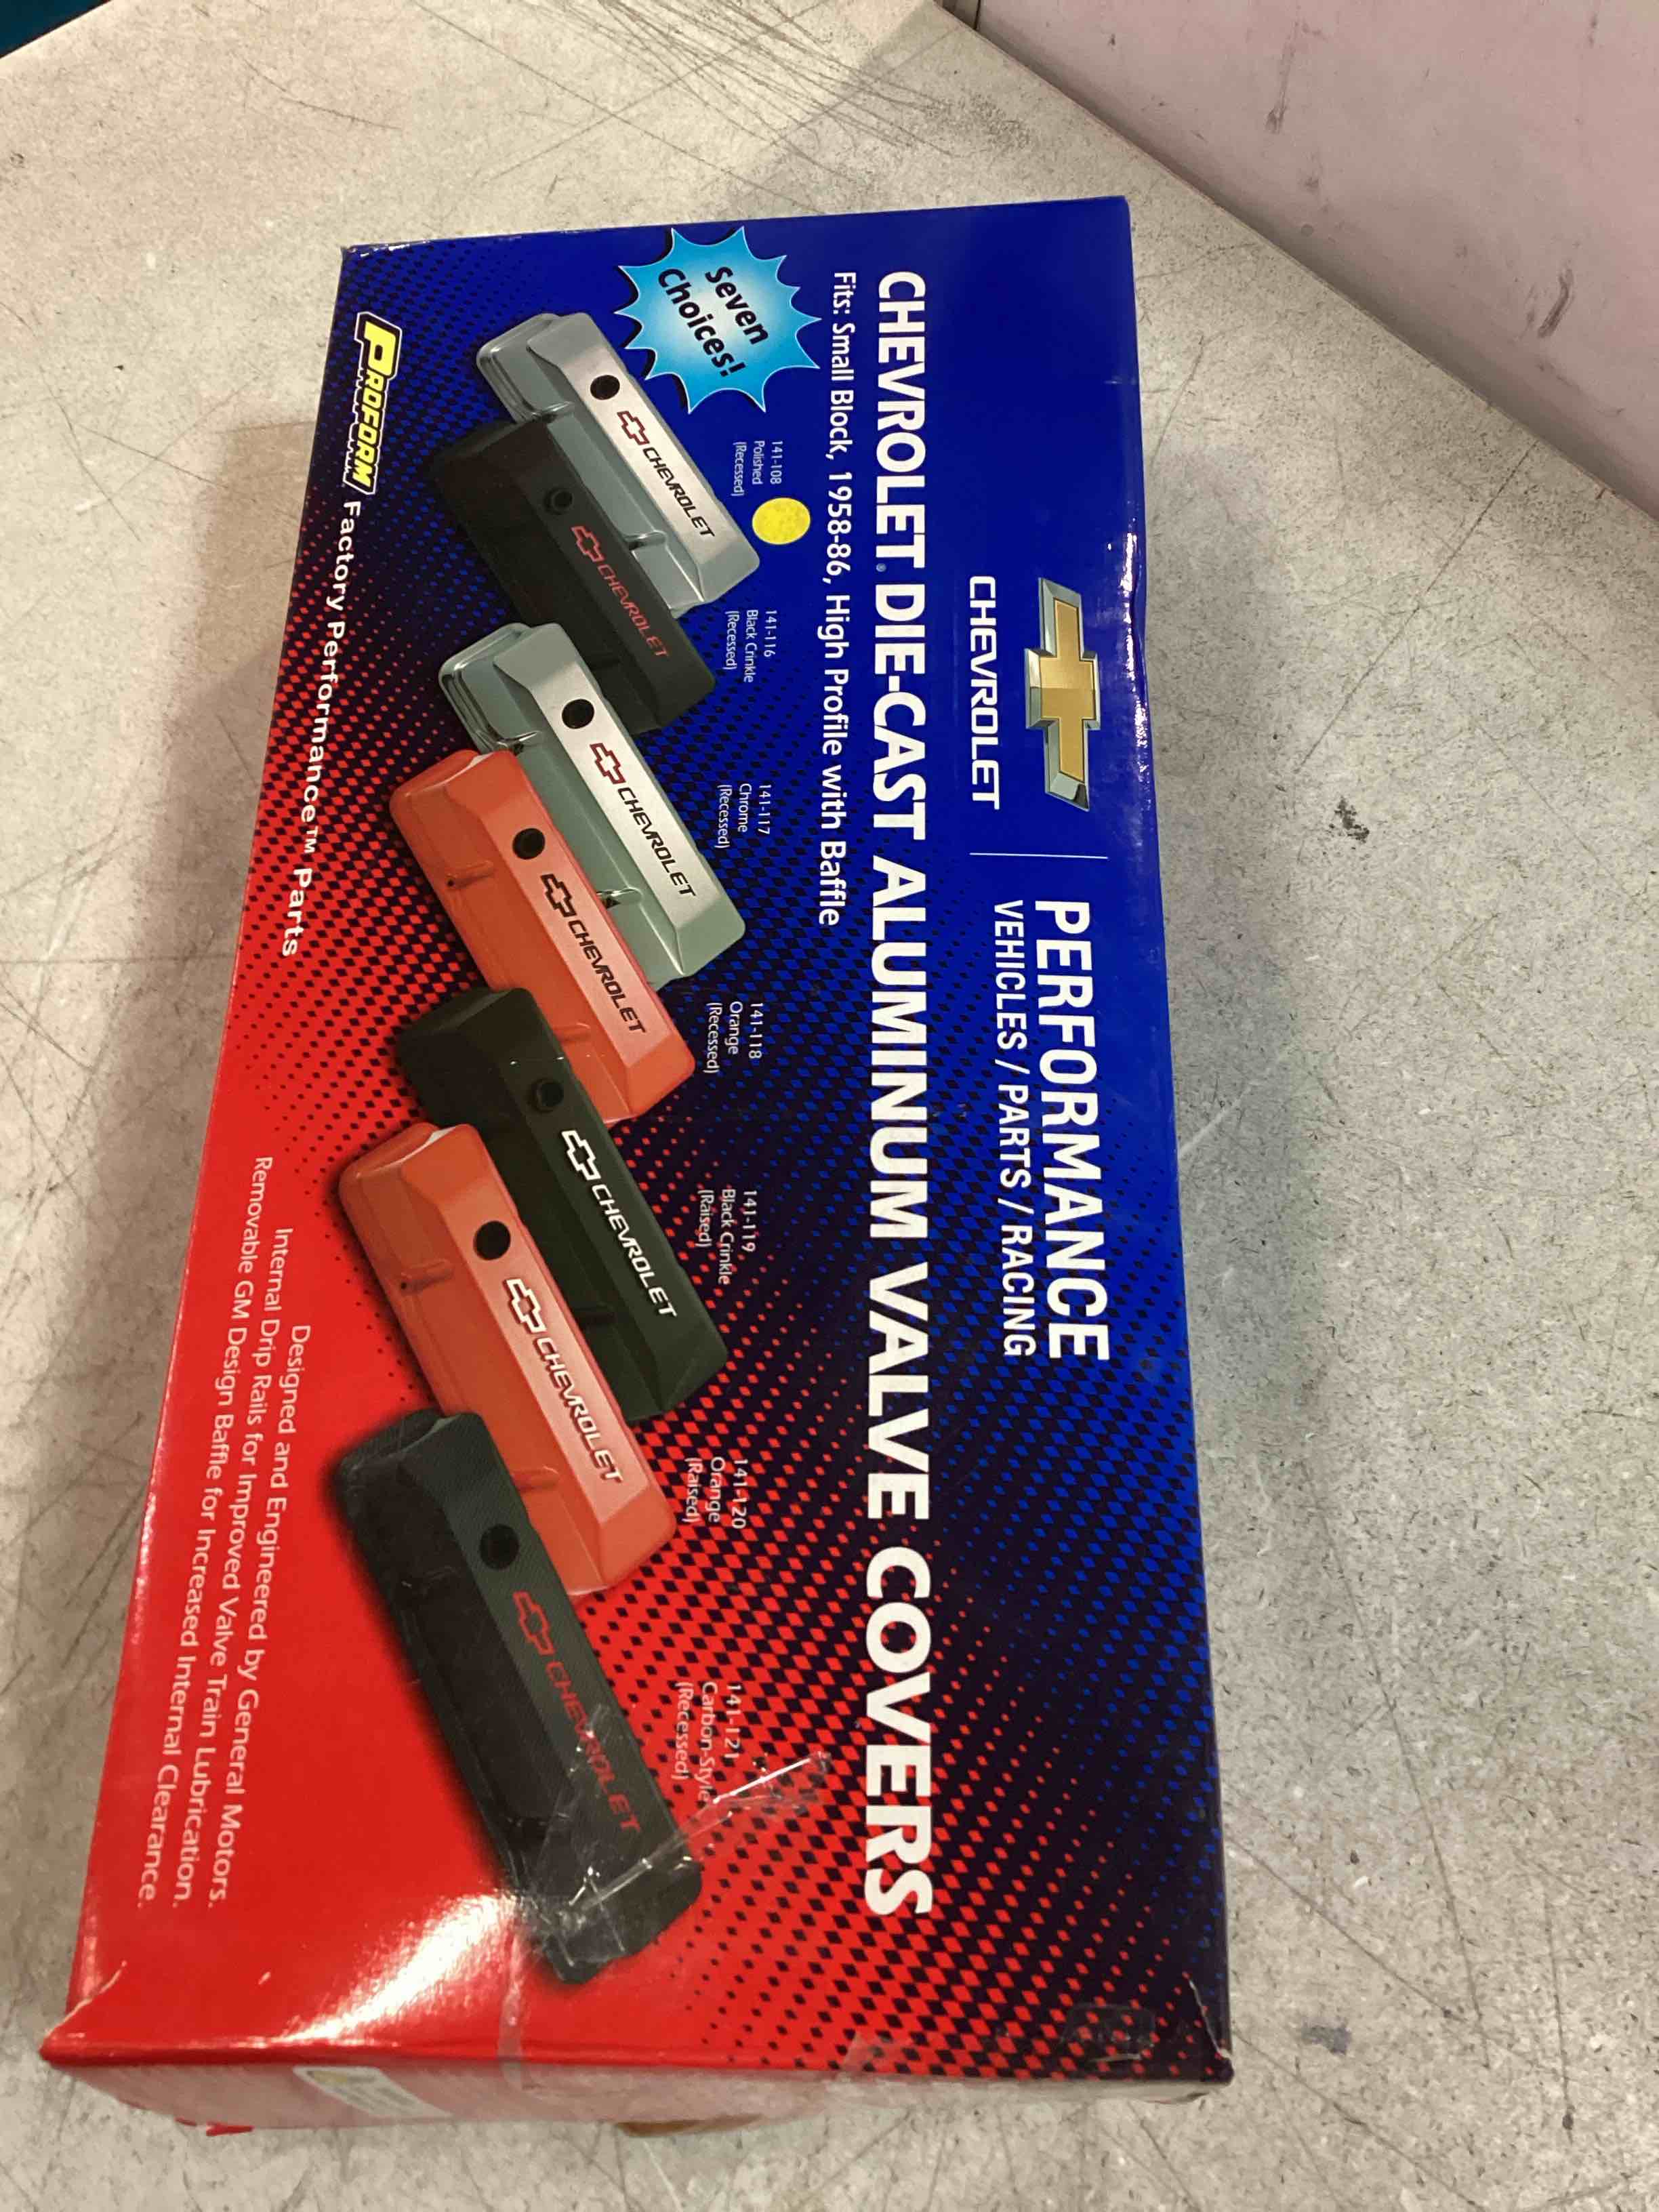 CHEVROLET
PERFORMANCE
VEHICLES / PARTS / RACING
CHEVROLET® DIE-CAST ALUMINUM VALVE COVERS
Fits: Small Block, 1958-86, High Profile with Baffle
Seven
Choices!
141-108
Polished
(Recessed)
141-116
Black Crinkle
(Recessed)
141-117
Chrome
(Recessed)
141-118
Orange
(Recessed)
141-119
Black Crinkle
(Raised)
141-120
Orange
(Raised)
141-121
Carbon-Style
(Recessed)
CHEVROLET
CHEVROLET
CHEVROLET
CHEVROLET
CHEVROLET
CHEVROLET
CHEVROLET
PROFORM Factory Performance™ Parts
Designed and Engineered by General Motors.
Internal Drip Rails for Improved Valve Train Lubrication.
Removable GM Design Baffle for Increased Internal Clearance.